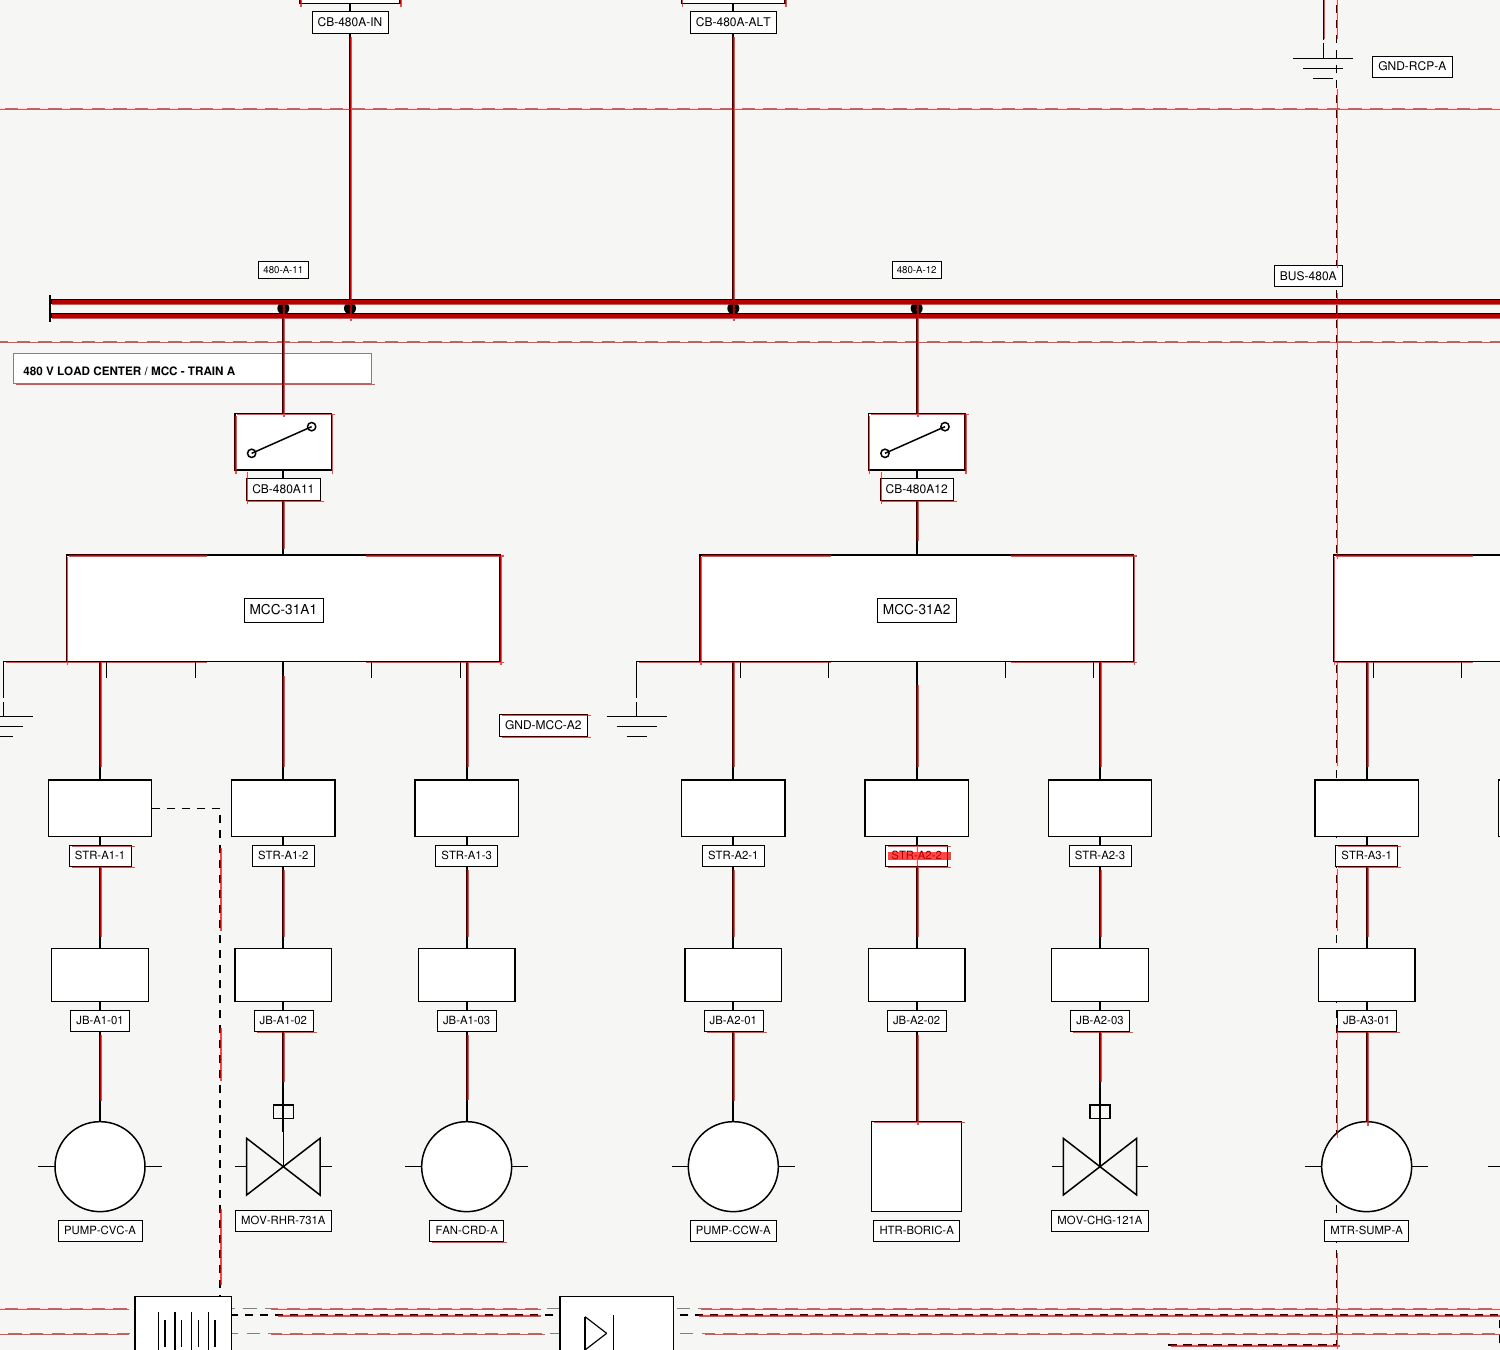 CB-480A-IN
CB-480A-ALT
GND-RCP-A
480-A-11
480-A-12
BUS-480A
480 V LOAD CENTER / MCC - TRAIN A
CB-480A11
CB-480A12
MCC-31A1
MCC-31A2
GND-MCC-A2
STR-A1-1
STR-A1-2
STR-A1-3
STR-A2-1
STR-A2-2
STR-A2-3
STR-A3-1
JB-A1-01
JB-A1-02
JB-A1-03
JB-A2-01
JB-A2-02
JB-A2-03
JB-A3-01
PUMP-CVC-A
MOV-RHR-731A
FAN-CRD-A
PUMP-CCW-A
HTR-BORIC-A
MOV-CHG-121A
MTR-SUMP-A